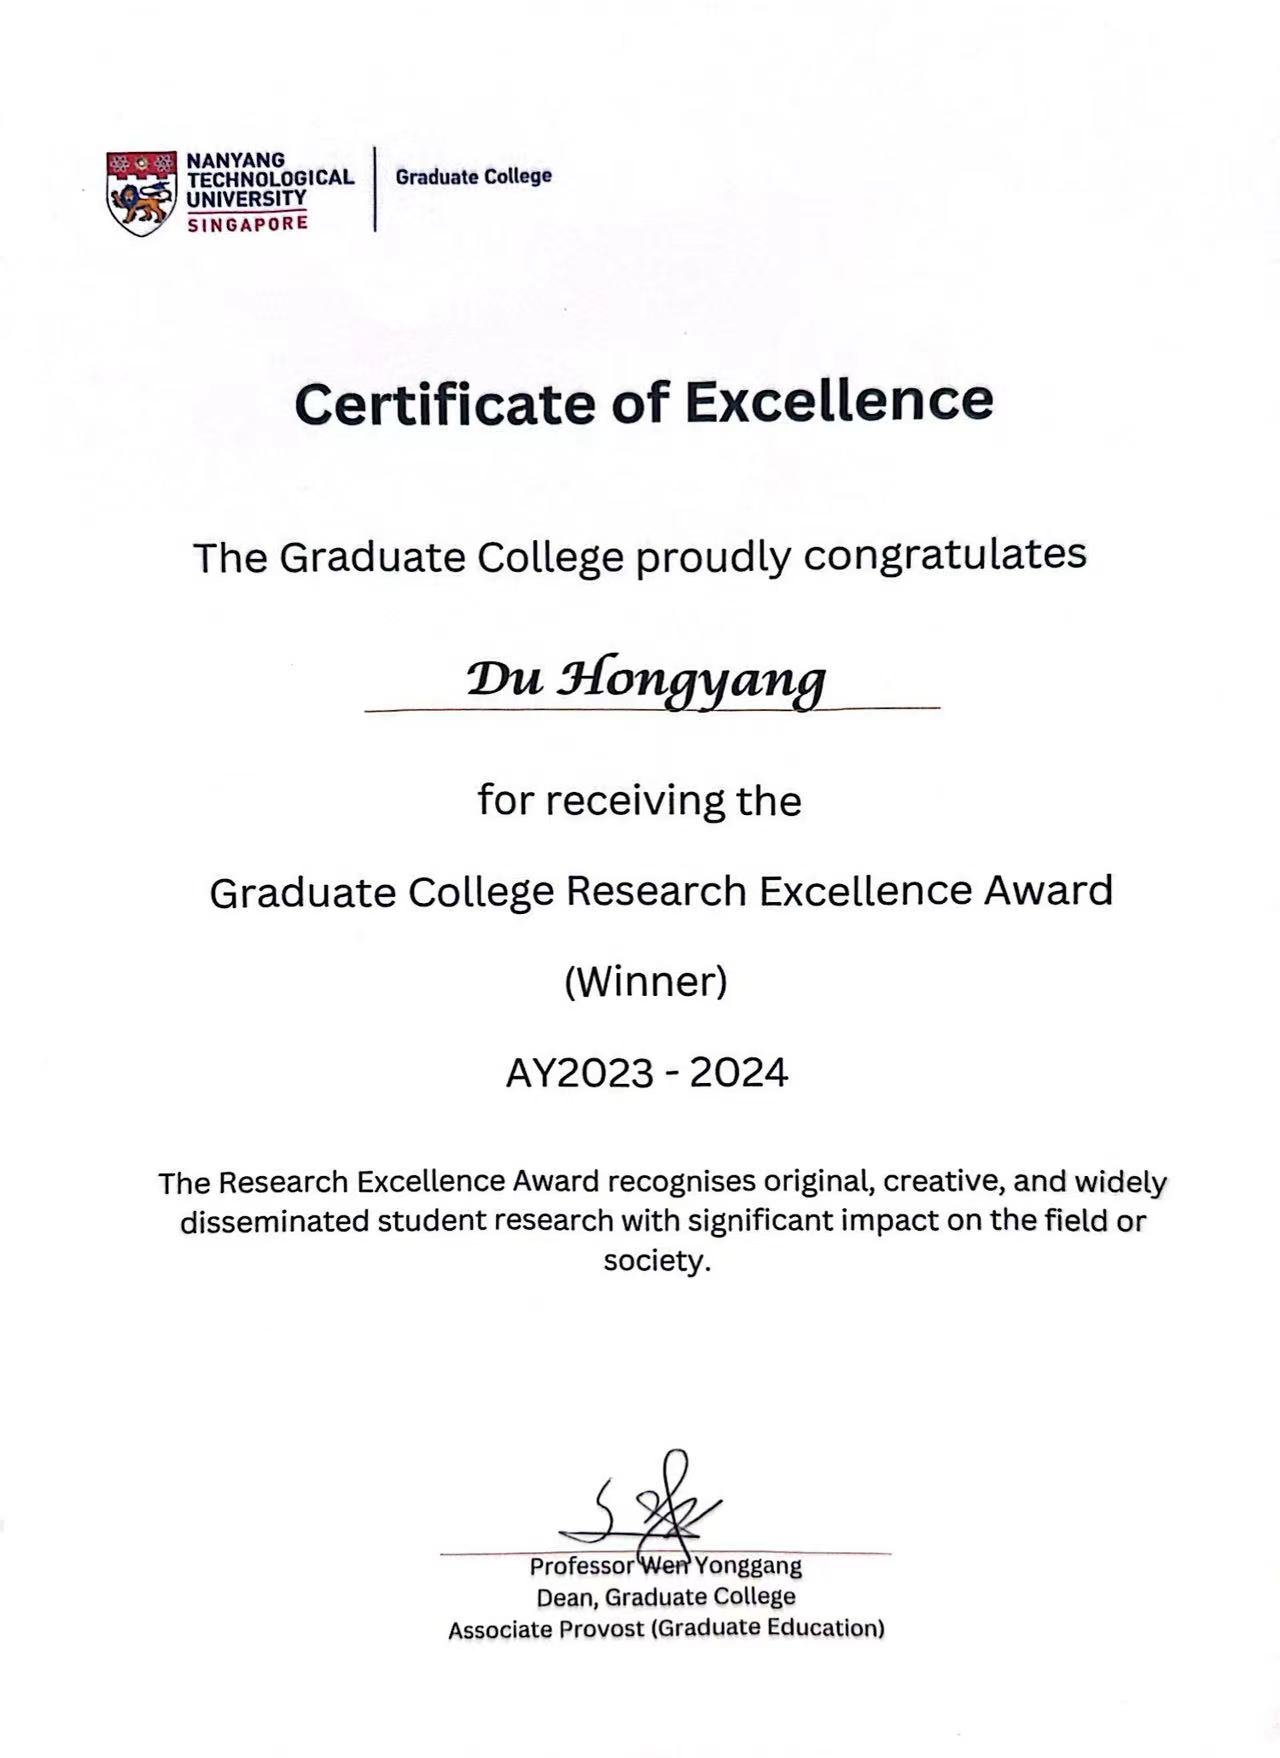 NANYANG
TECHNOLOGICAL
UNIVERSITY
SINGAPORE
Graduate College
Certificate of Excellence
The Graduate College proudly congratulates
Du Hongyang
for receiving the
Graduate College Research Excellence Award
(Winner)
AY2023 - 2024
The Research Excellence Award recognises original, creative, and widely
disseminated student research with significant impact on the field or
society.
Professor Wen Yonggang
Dean, Graduate College
Associate Provost (Graduate Education)